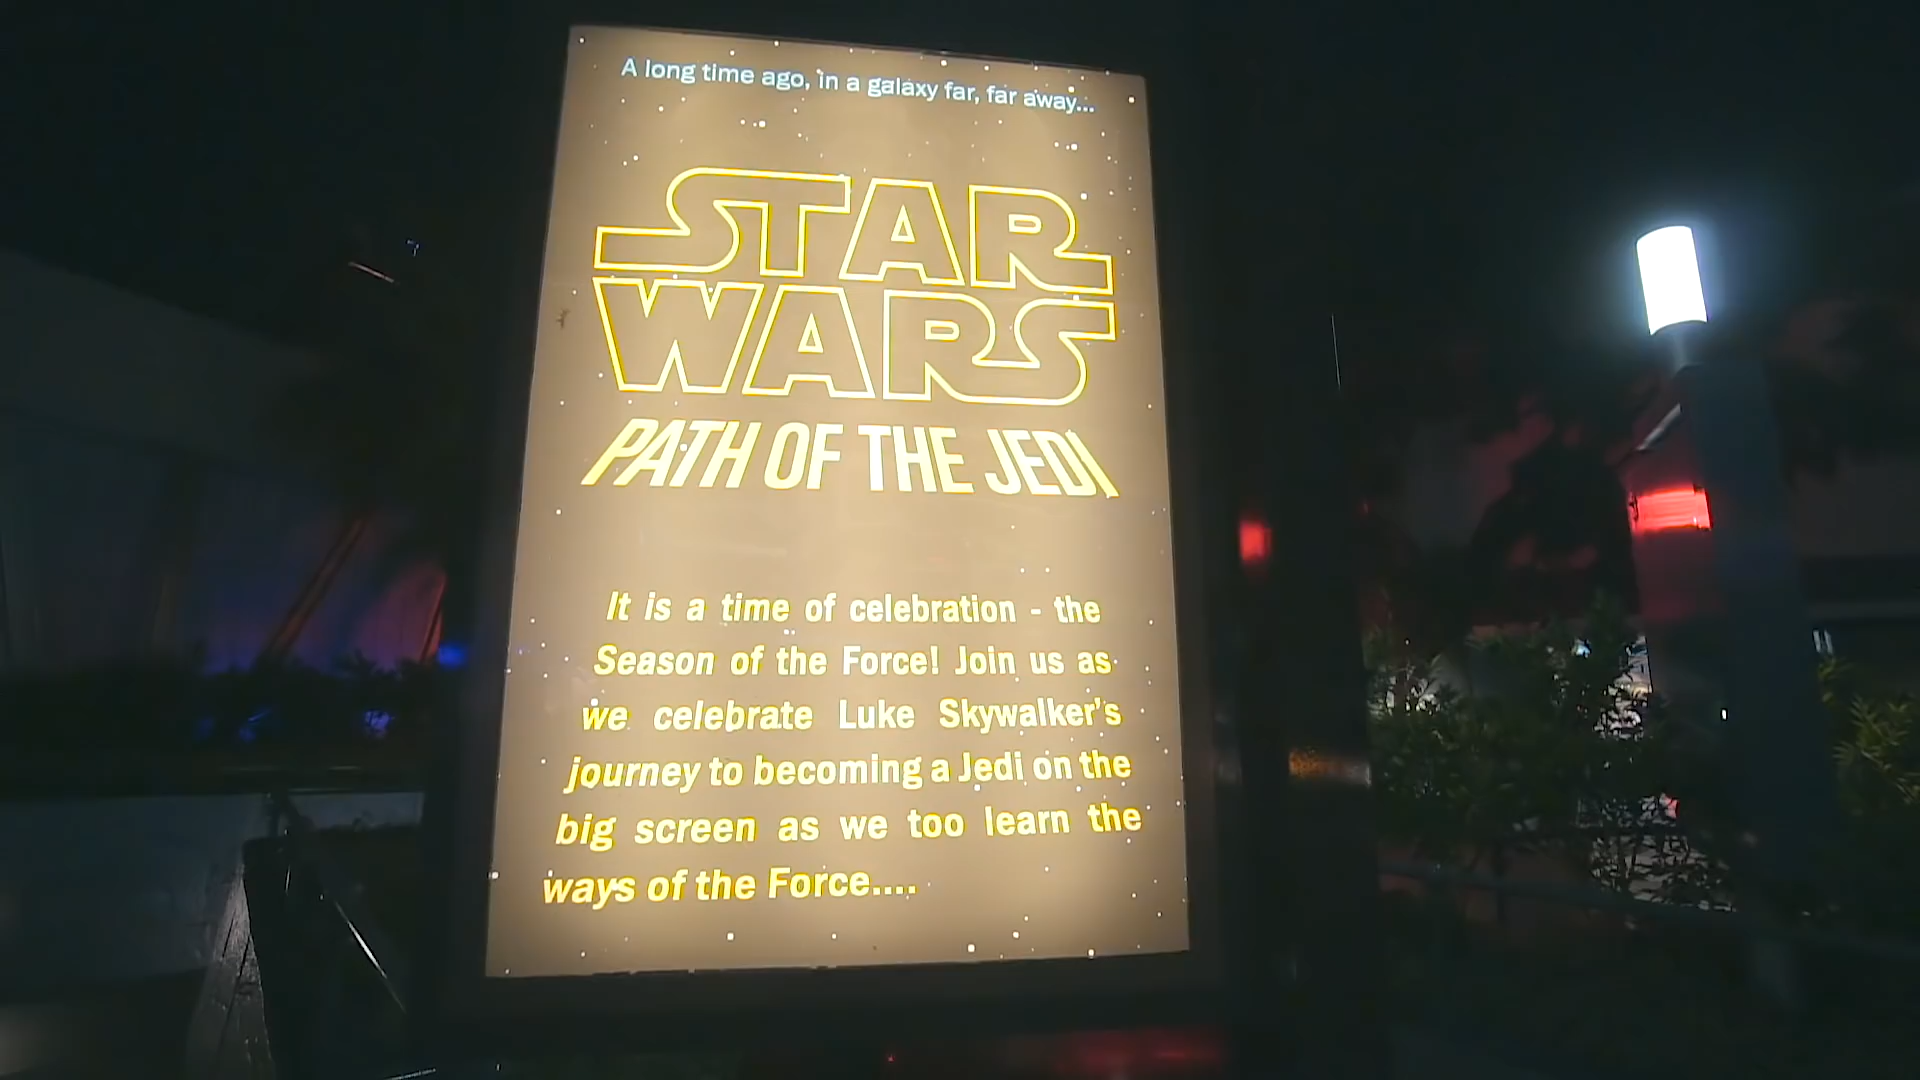 A long time ago, in a galaxy far, far away...
STAR
WARS
PATH OF THE JEDI
It is a time of celebration - the
Season of the Force! Join us as
we celebrate Luke Skywalker's
journey to becoming a Jedi on the
big screen as we too learn the
ways of the Force....